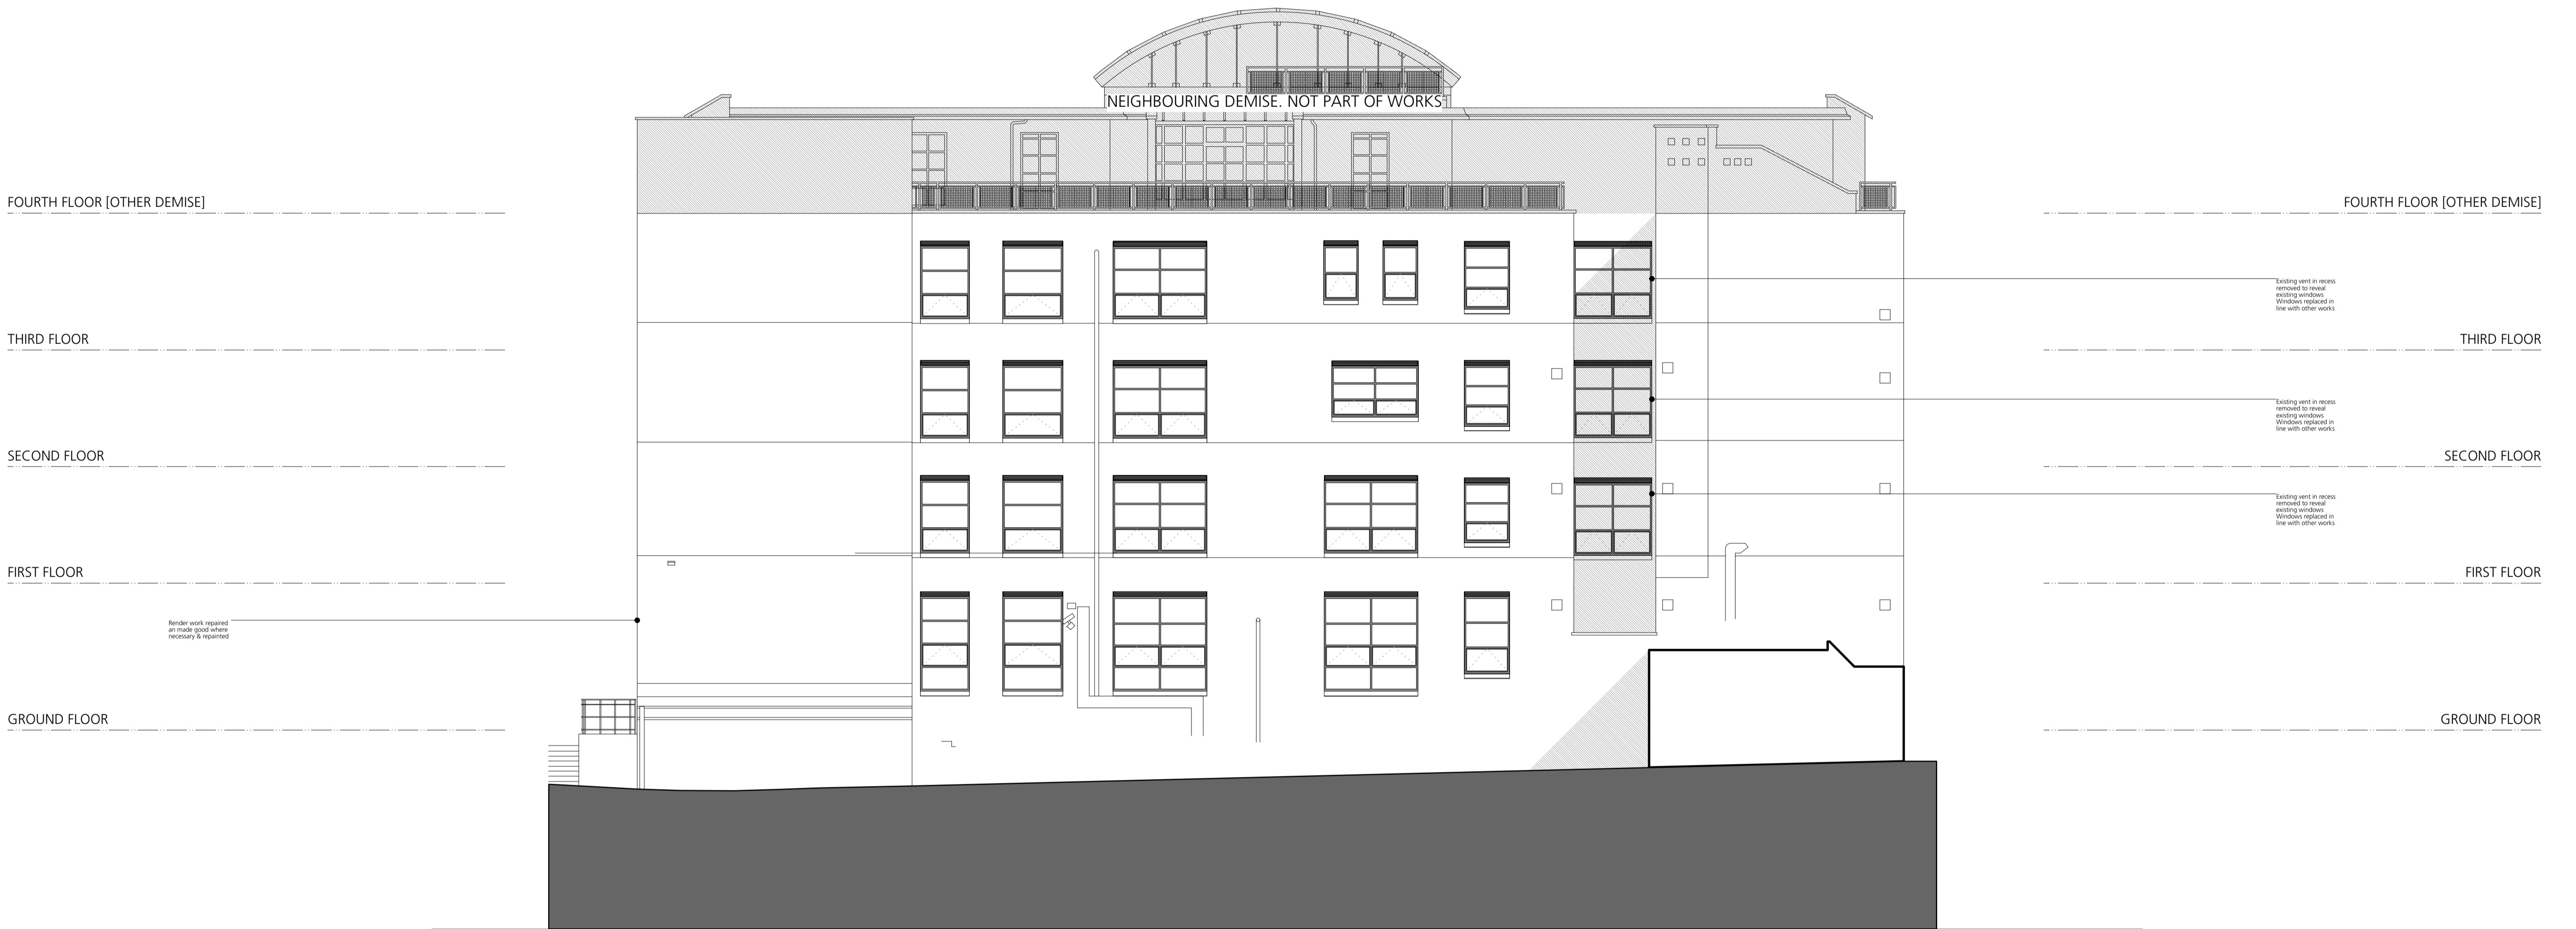 NEIGHBOURING DEMISE. NOT PART OF WORKS
FOURTH FLOOR [OTHER DEMISE]
FOURTH FLOOR [OTHER DEMISE]
Existing vent in recess
removed to reveal
existing windows
Windows replaced in
line with other works
THIRD FLOOR
THIRD FLOOR
Existing vent in recess
removed to reveal
existing windows
Windows replaced in
line with other works
SECOND FLOOR
SECOND FLOOR
Existing vent in recess
removed to reveal
existing windows
Windows replaced in
line with other works
FIRST FLOOR
FIRST FLOOR
Render work repaired
an made good where
necessary & repainted
GROUND FLOOR
GROUND FLOOR